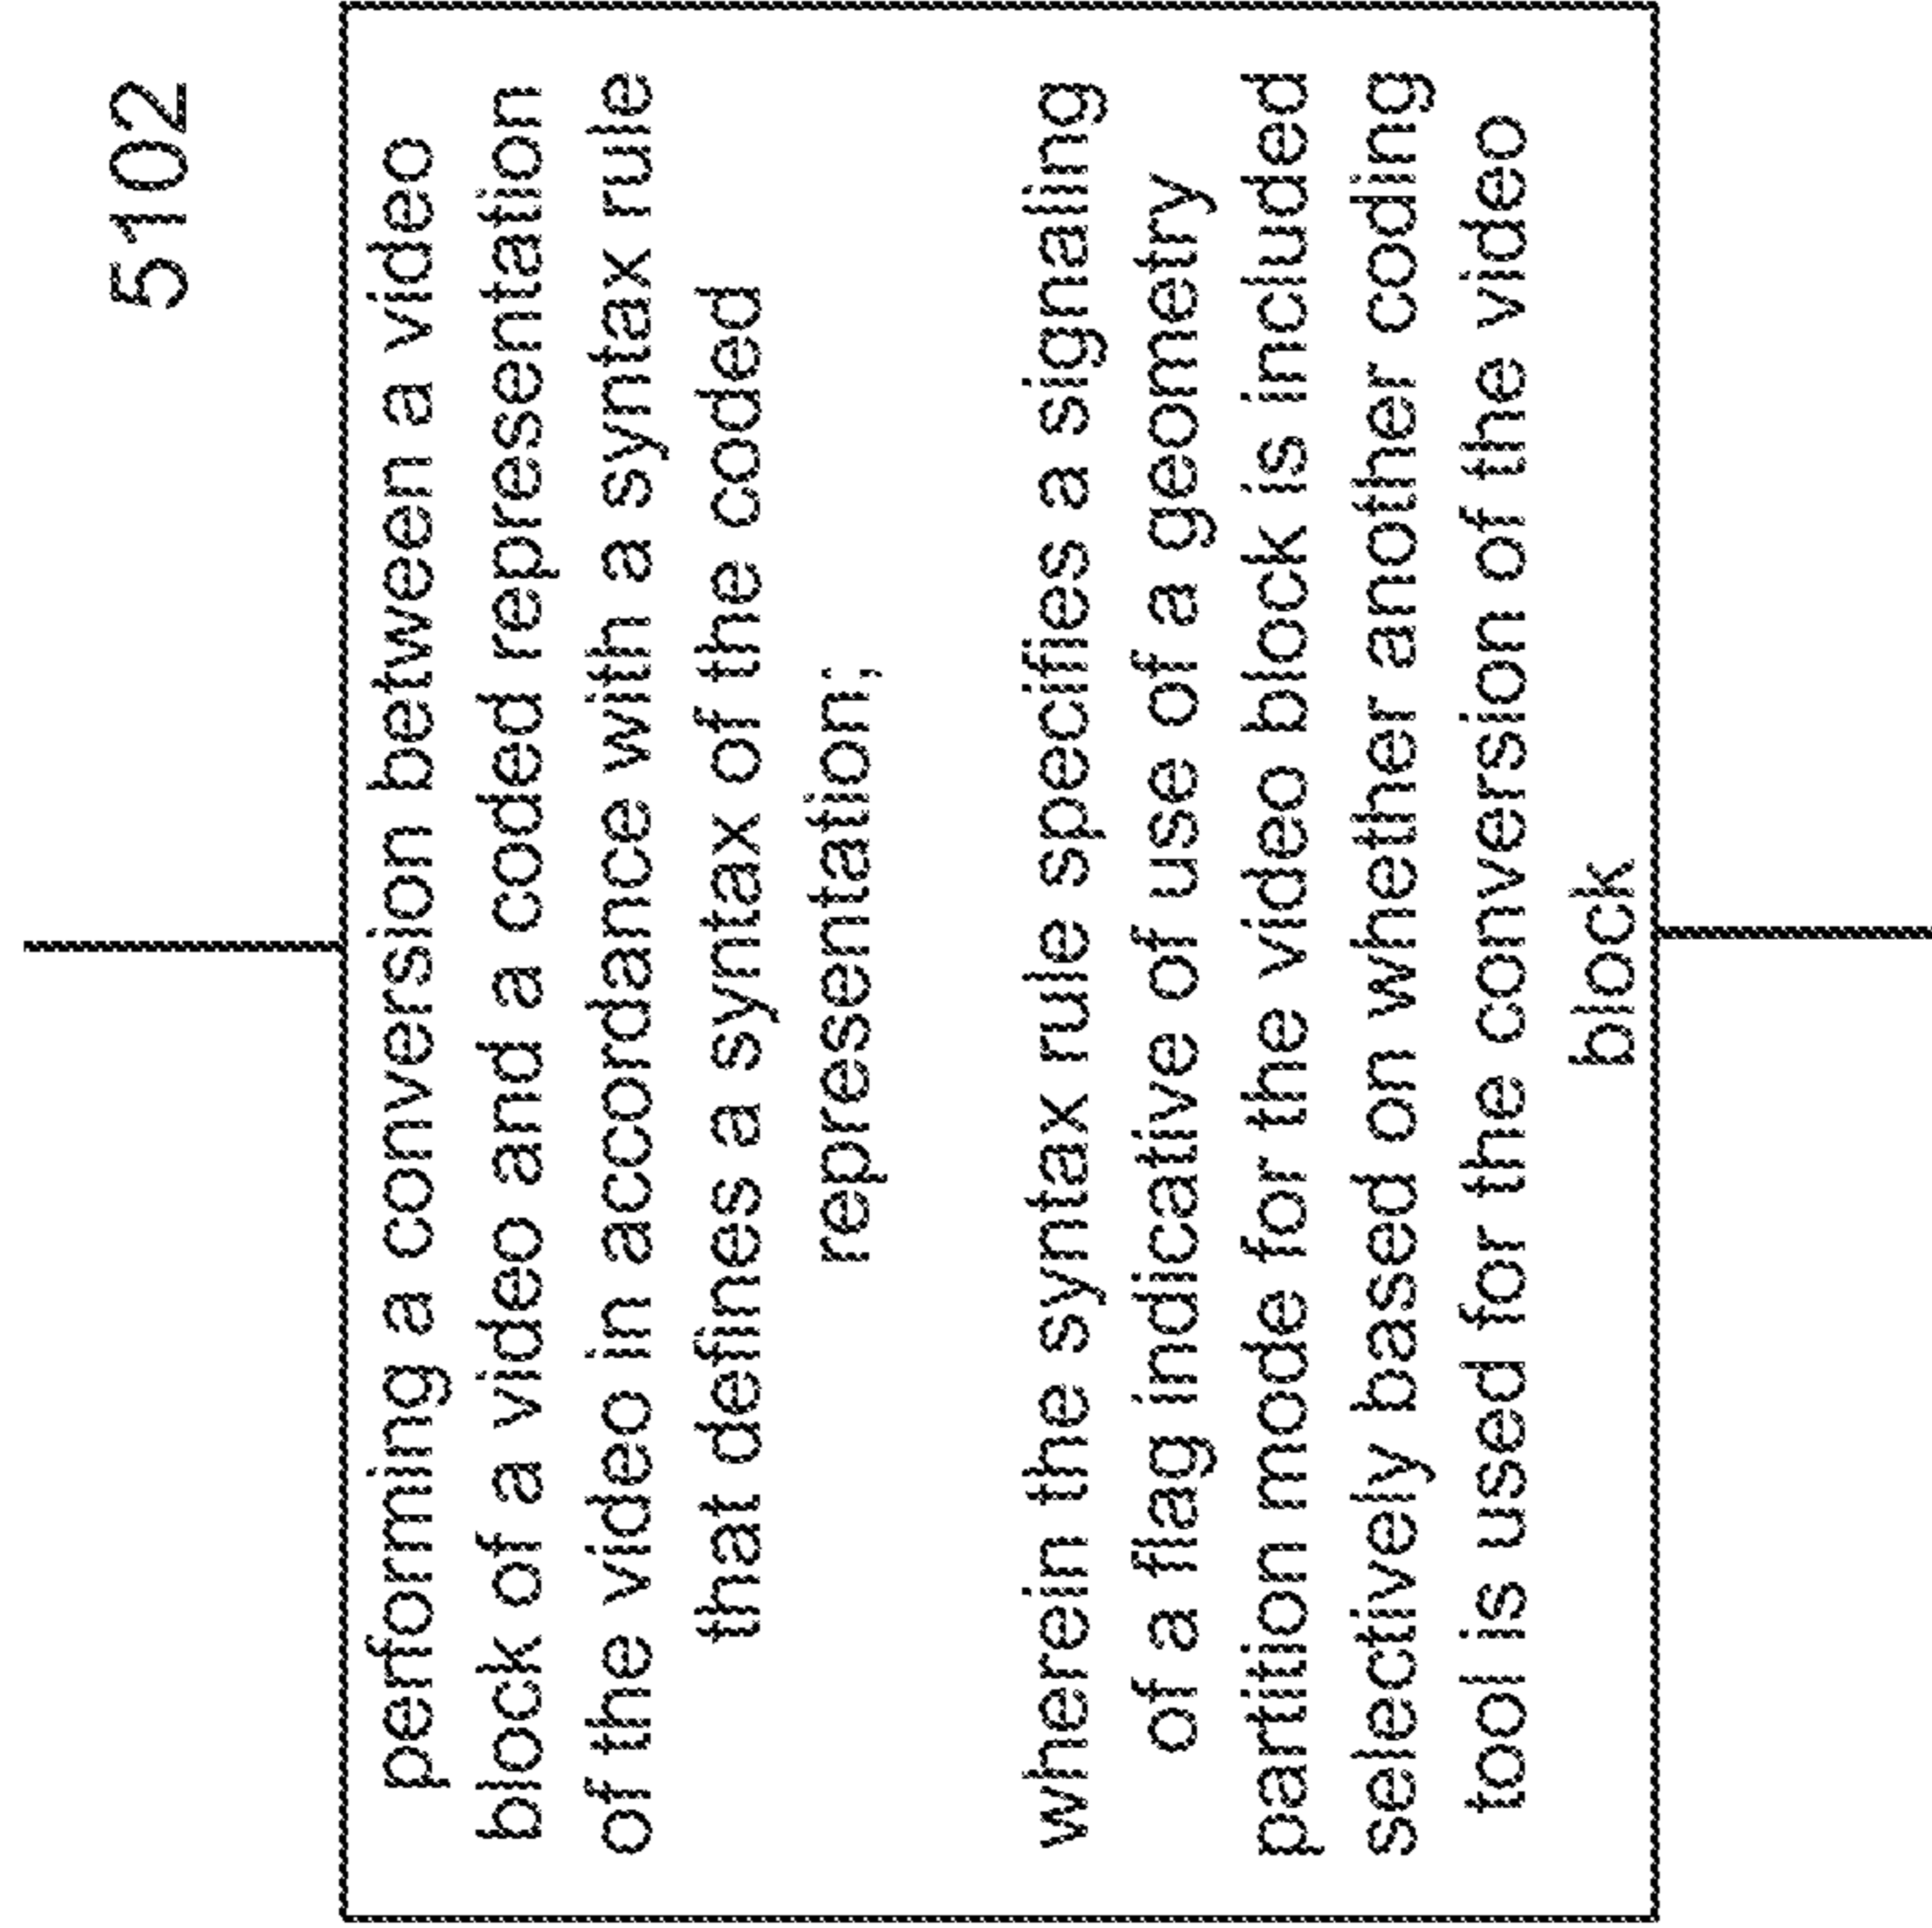 5102
performing a conversion between a video
block of a video and a coded representation
of the video in accordance with a syntax rule
that defines a syntax of the coded
representation;
wherein the syntax rule specifies a signaling
of a flag indicative of use of a geometry
partition mode for the video block is included
selectively based on whether another coding
tool is used for the conversion of the video
block